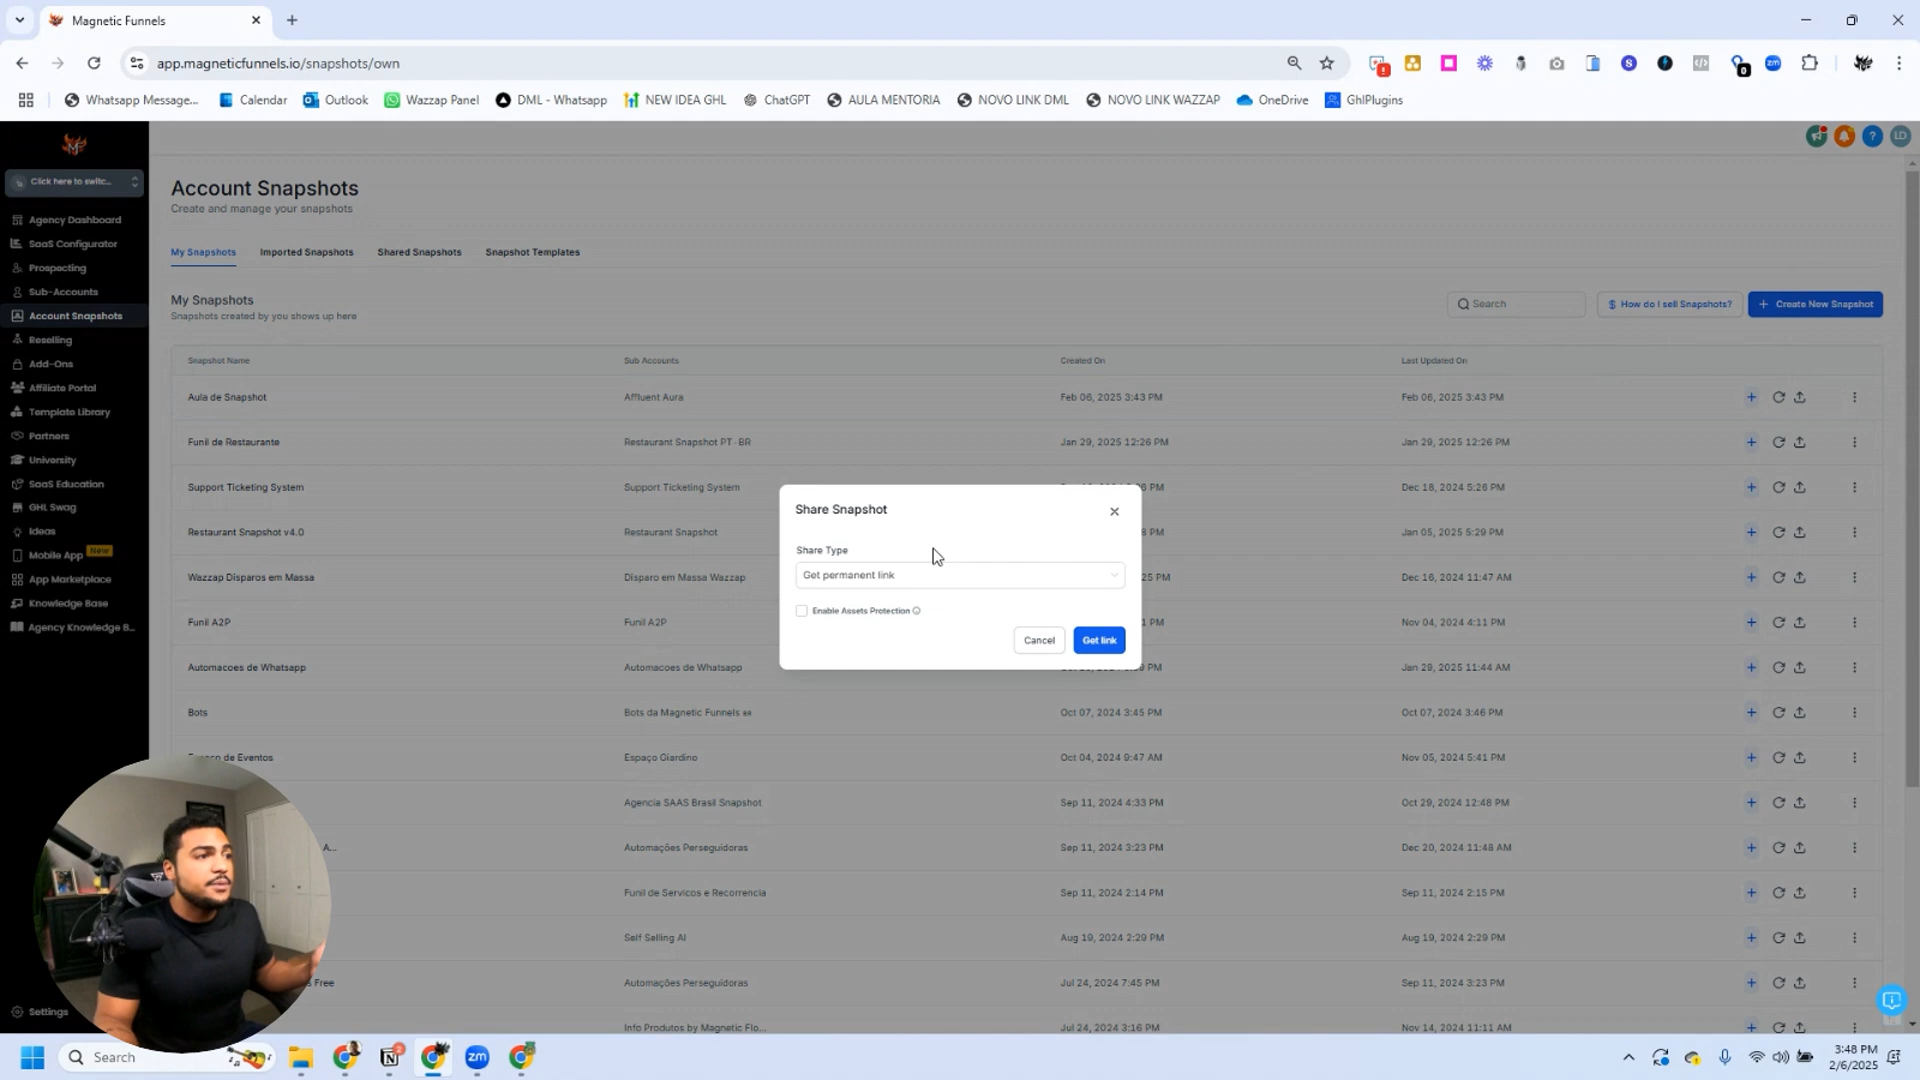 Magnetic Funnels
app.magneticfunnels.io/snapshots/own
Whatsapp Message...
Calendar
Outlook
Wazzap Panel
DML - Whatsapp
NEW IDEA GHL
ChatGPT
AULA MENTORIA
NOVO LINK DML
NOVO LINK WAZZAP
OneDrive
GhlPlugins
Click here to switc...
Agency Dashboard
SaaS Configurator
Prospecting
Sub-Accounts
Account Snapshots
Reselling
Add-Ons
Affiliate Portal
Template Library
Partners
University
SaaS Education
GHL Swag
Ideas
Mobile App New
App Marketplace
Knowledge Base
Agency Knowledge B...
Settings
LD
Account Snapshots
Create and manage your snapshots
My Snapshots Imported Snapshots Shared Snapshots Snapshot Templates
My Snapshots
Snapshots created by you shows up here
Search
$ How do I sell Snapshots?
+ Create New Snapshot
Snapshot Name Sub Accounts Created On Last Updated On
Aula de Snapshot Affluent Aura Feb 06, 2025 3:43 PM Feb 06, 2025 3:43 PM
Funil de Restaurante Restaurant Snapshot PT-BR Jan 29, 2025 12:26 PM Jan 29, 2025 12:26 PM
Support Ticketing System Support Ticketing System 6 PM Dec 18, 2024 5:26 PM
Restaurant Snapshot v4.0 Restaurant Snapshot 8 PM Jan 05, 2025 5:29 PM
Wazzap Disparos em Massa Disparo em Massa Wazzap 25 PM Dec 16, 2024 11:47 AM
Funil A2P Funil A2P 1 PM Nov 04, 2024 4:11 PM
Automacoes de Whatsapp Automacoes de Whatsapp PM Jan 29, 2025 11:44 AM
Bots Bots da Magnetic Funnels BR Oct 07, 2024 3:45 PM Oct 07, 2024 3:46 PM
de Eventos Espaço Giardino Oct 04, 2024 9:47 AM Nov 05, 2024 5:41 PM
Agencia SAAS Brasil Snapshot Sep 11, 2024 4:33 PM Oct 29, 2024 12:48 PM
A... Automações Perseguidoras Sep 11, 2024 3:23 PM Dec 20, 2024 11:48 AM
Funil de Servicos e Recorrencia Sep 11, 2024 2:14 PM Sep 11, 2024 2:15 PM
Self Selling AI Aug 19, 2024 2:29 PM Aug 19, 2024 2:29 PM
Free Automações Perseguidoras Jul 24, 2024 7:45 PM Sep 11, 2024 3:23 PM
Info Produtos by Magnetic Flo... Jul 24, 2024 3:16 PM Nov 14, 2024 11:11 AM
Share Snapshot
Share Type
Get permanent link
Enable Assets Protection
Cancel
Get link
Search
zm
3:48 PM
2/6/2025